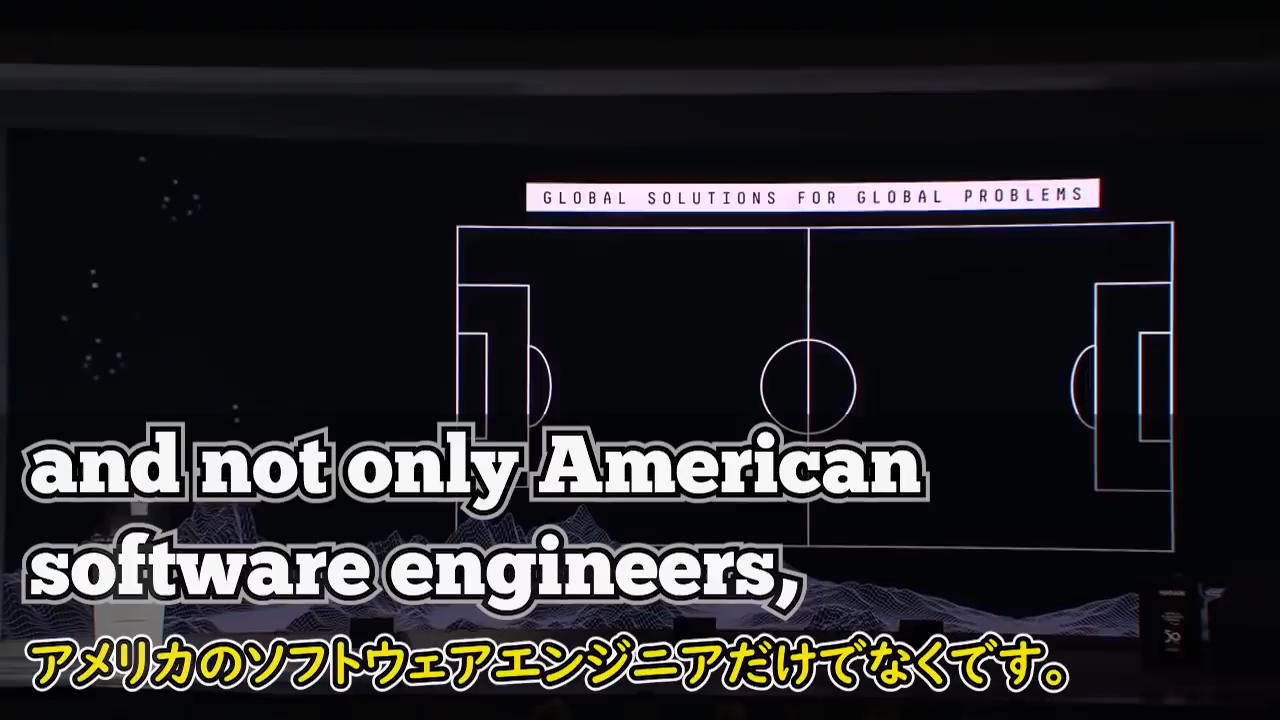 GLOBAL SOLUTIONS FOR GLOBAL PROBLEMS
and not only American
software engineers,
アメリカのソフトウェアエンジニアだけでなくです。